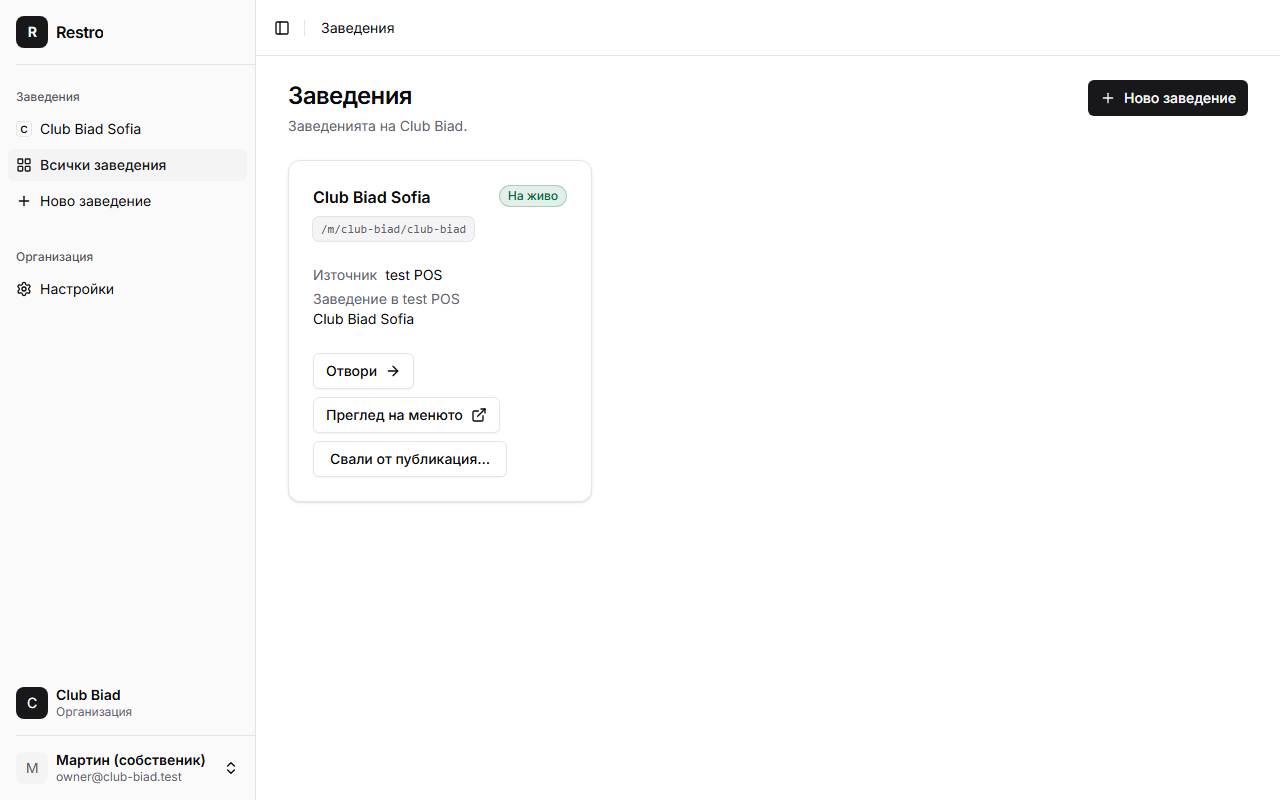 R
Restro
Заведения
C
Club Biad Sofia
Всички заведения
Ново заведение
Организация
Настройки
C
Club Biad
Организация
M
Мартин (собственик)
owner@club-biad.test
Заведения
Заведения
Заведенията на Club Biad.
Ново заведение
Club Biad Sofia
На живо
/m/club-biad/club-biad
Източник test POS
Заведение в test POS
Club Biad Sofia
Отвори
Преглед на менюто
Свали от публикация...